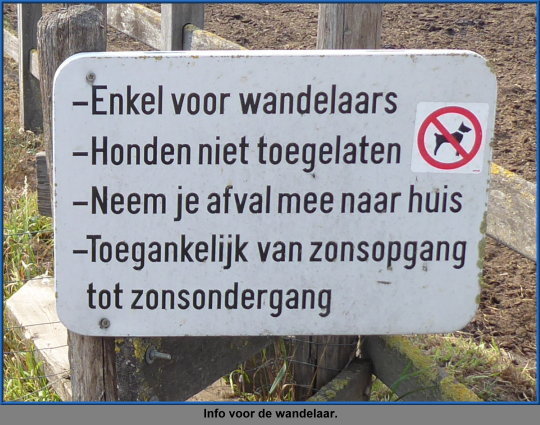 –Enkel voor wandelaars
–Honden niet toegelaten
–Neem je afval mee naar huis
–Toegankelijk van zonsopgang
tot zonsondergang
Info voor de wandelaar.